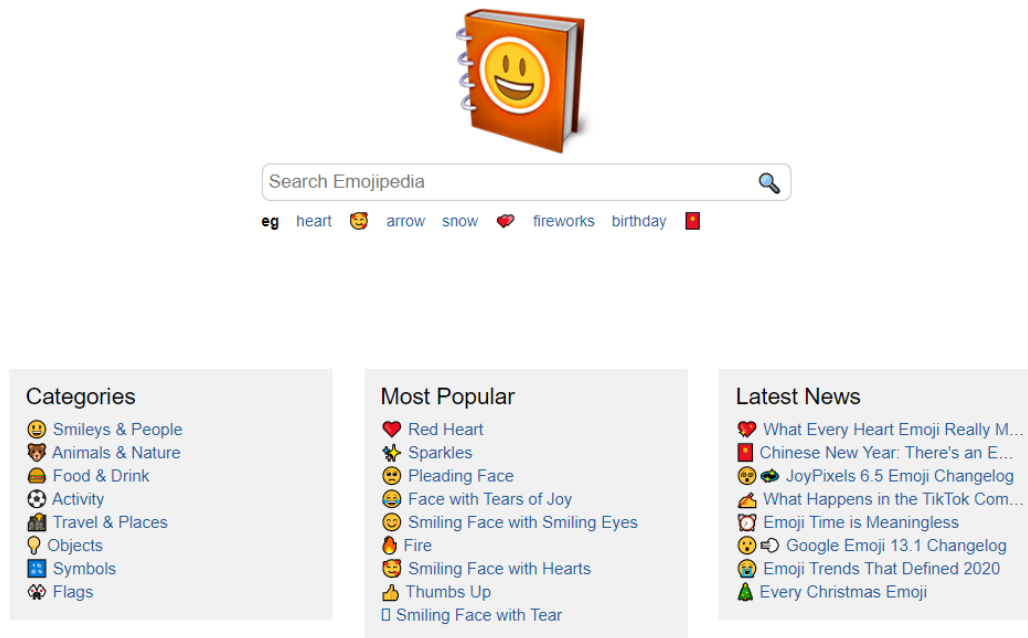 Search Emojipedia
eg heart 🥰 arrow snow 💕 fireworks birthday 🧧
Categories
😃 Smileys & People
🐻 Animals & Nature
🍔 Food & Drink
⚽ Activity
🌇 Travel & Places
💡 Objects
🔣 Symbols
🎌 Flags
Most Popular
❤️ Red Heart
✨ Sparkles
🥺 Pleading Face
😂 Face with Tears of Joy
😊 Smiling Face with Smiling Eyes
🔥 Fire
🥰 Smiling Face with Hearts
👍 Thumbs Up
▯ Smiling Face with Tear
Latest News
💖 What Every Heart Emoji Really M...
🧧 Chinese New Year: There's an E...
😵‍💫 JoyPixels 6.5 Emoji Changelog
✍️ What Happens in the TikTok Com...
⏰ Emoji Time is Meaningless
😮‍💨 Google Emoji 13.1 Changelog
😭 Emoji Trends That Defined 2020
🎄 Every Christmas Emoji